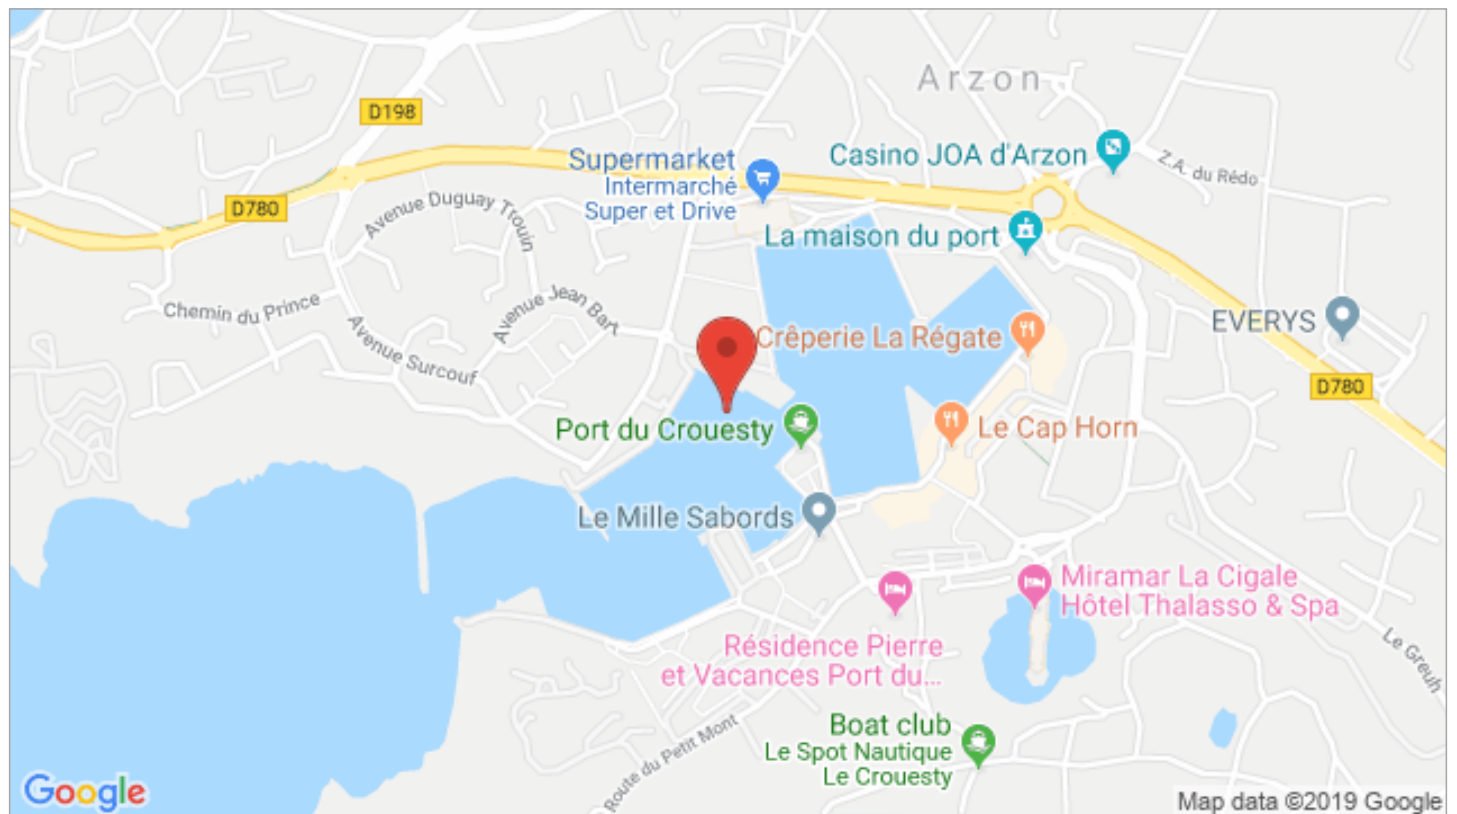 Arzon
D198
Casino JOA d'Arzon
Supermarket
Intermarché
Super et Drive
Z.A. du Rédo
D780
Avenue Duguay Trouin
La maison du port
Chemin du Prince
Avenue Jean Bart
Avenue Surcouf
Crêperie La Régate
EVERYS
D780
Port du Crouesty
Le Cap Horn
Le Mille Sabords
Miramar La Cigale
Hôtel Thalasso & Spa
Résidence Pierre
et Vacances Port du...
Le Greuh
Route du Petit Mont
Boat club
Le Spot Nautique
Le Crouesty
Google
Map data ©2019 Google